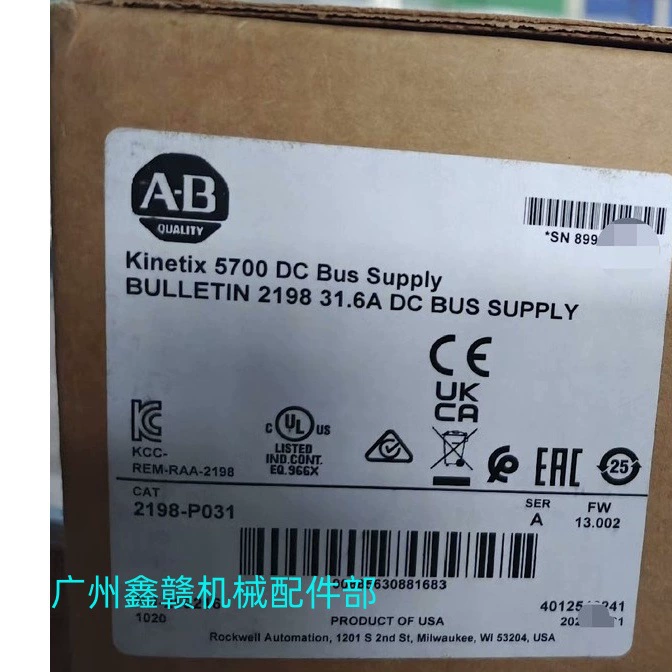 A-B
QUALITY
*SN 899
Kinetix 5700 DC Bus Supply
BULLETIN 2198 31.6A DC BUS SUPPLY
CE
UK
CA
KCC-
REM-RAA-2198
C UL US
LISTED
IND.CONT.
EQ.966X
EAC
25
CAT
2198-P031
SER
A
FW
13.002
广州鑫赣机械配件部
1020
PRODUCT OF USA
Rockwell Automation, 1201 S 2nd St, Milwaukee, WI 53204, USA